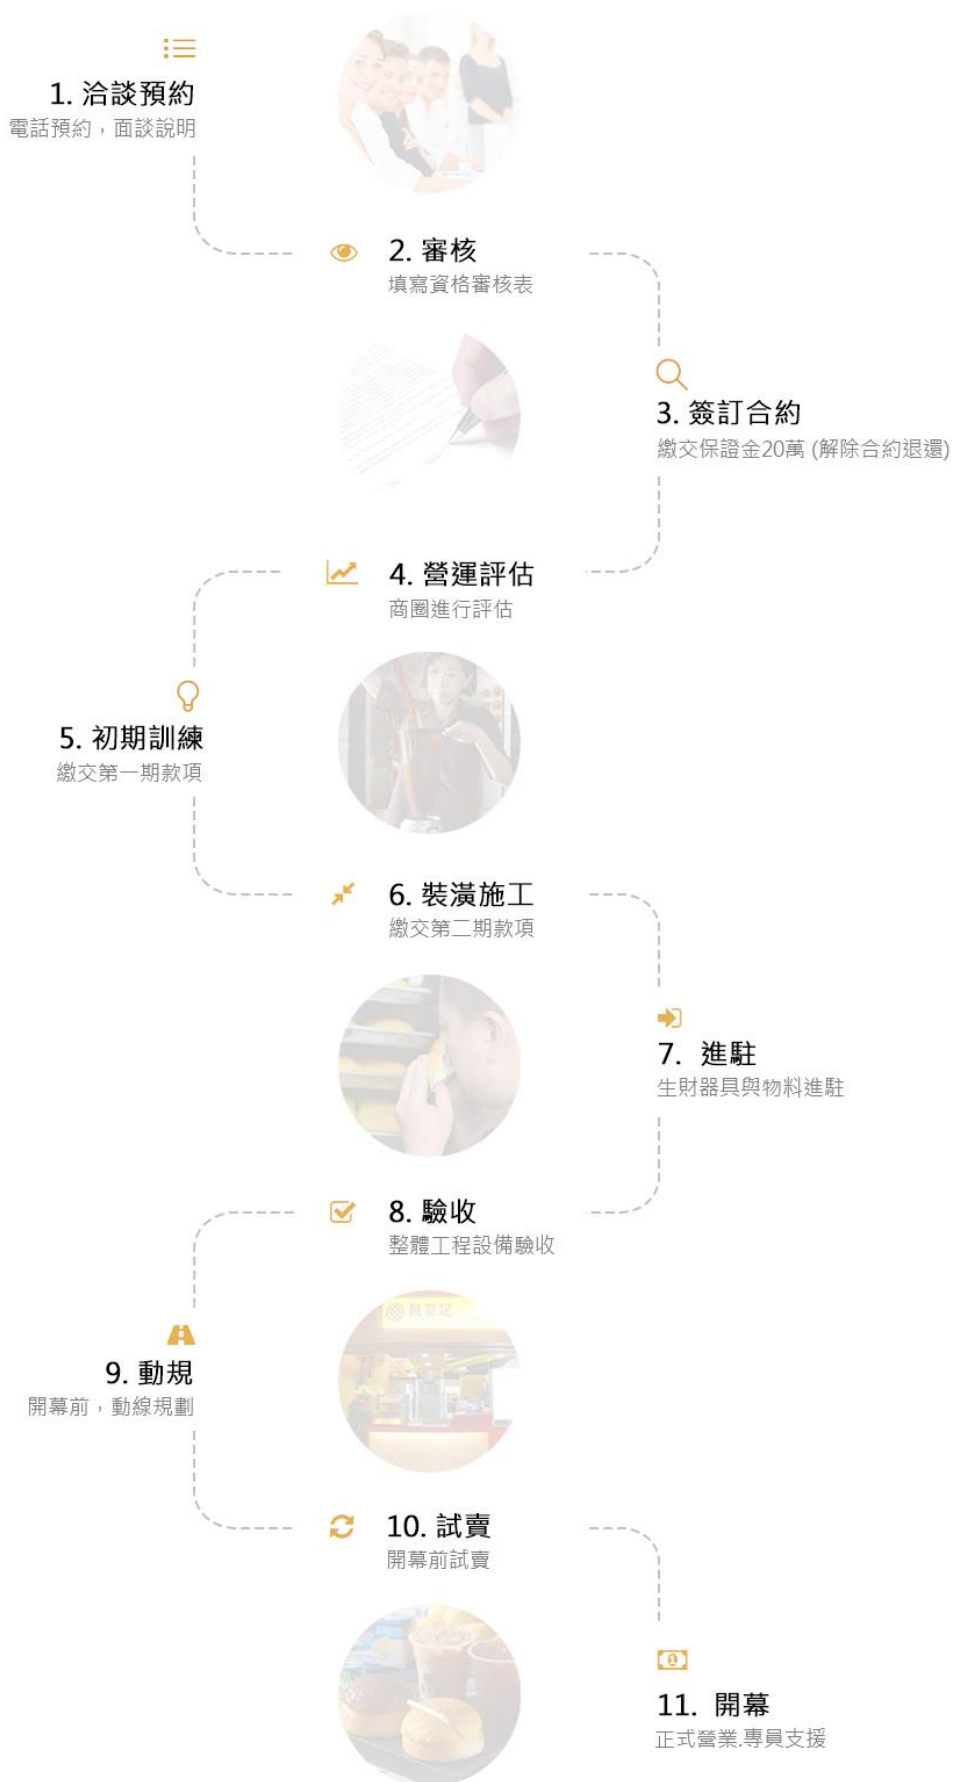 1. 洽談預約
電話預約，面談說明
2. 審核
填寫資格審核表
3. 簽訂合約
繳交保證金20萬 (解除合約退還)
4. 營運評估
商圈進行評估
5. 初期訓練
繳交第一期款項
6. 裝潢施工
繳交第二期款項
7. 進駐
生財器具與物料進駐
8. 驗收
整體工程設備驗收
9. 動規
開幕前，動線規劃
10. 試賣
開幕前試賣
11. 開幕
正式營業.專員支援